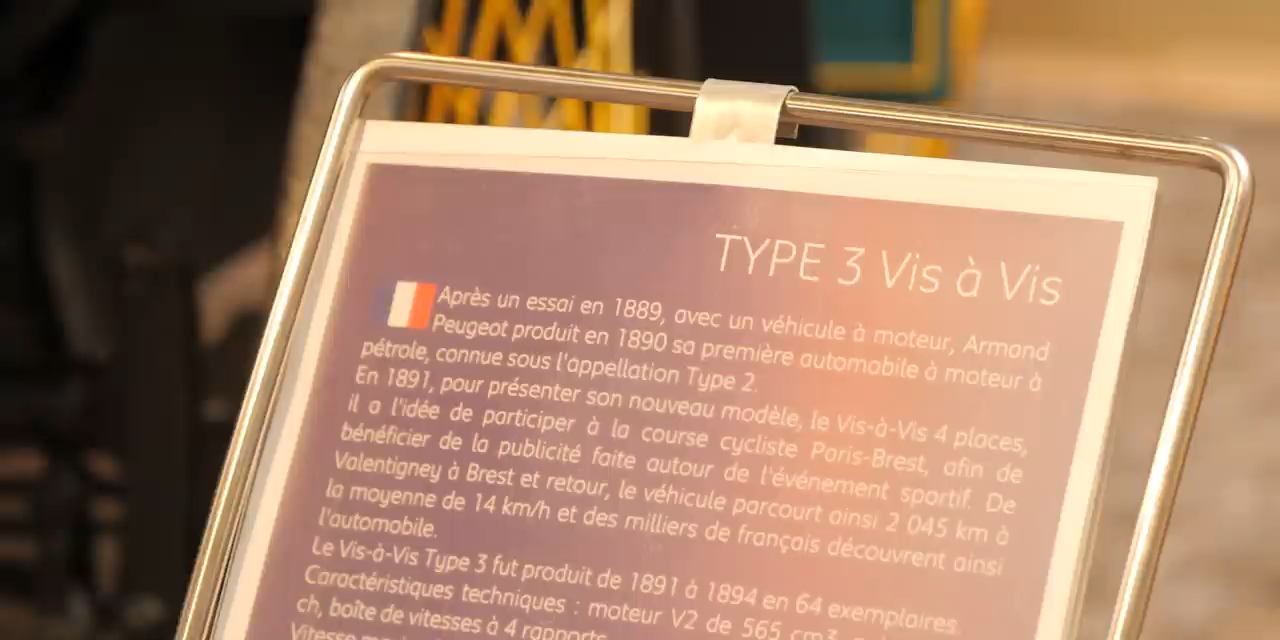 TYPE 3 Vis à Vis
Après un essai en 1889, avec un véhicule à moteur, Armand
Peugeot produit en 1890 sa première automobile à moteur à
pétrole, connue sous l'appellation Type 2.
En 1891, pour présenter son nouveau modèle, le Vis-à-Vis 4 places,
il a l'idée de participer à la course cycliste Paris-Brest, afin de
bénéficier de la publicité faite autour de l'événement sportif. De
Valentigney à Brest et retour, le véhicule parcourt ainsi 2 045 km à
la moyenne de 14 km/h et des milliers de français découvrent ainsi
l'automobile.
Le Vis-à-Vis Type 3 fut produit de 1891 à 1894 en 64 exemplaires.
Caractéristiques techniques : moteur V2 de 565 cm³
ch, boîte de vitesses à 4 rapports
Vitesse